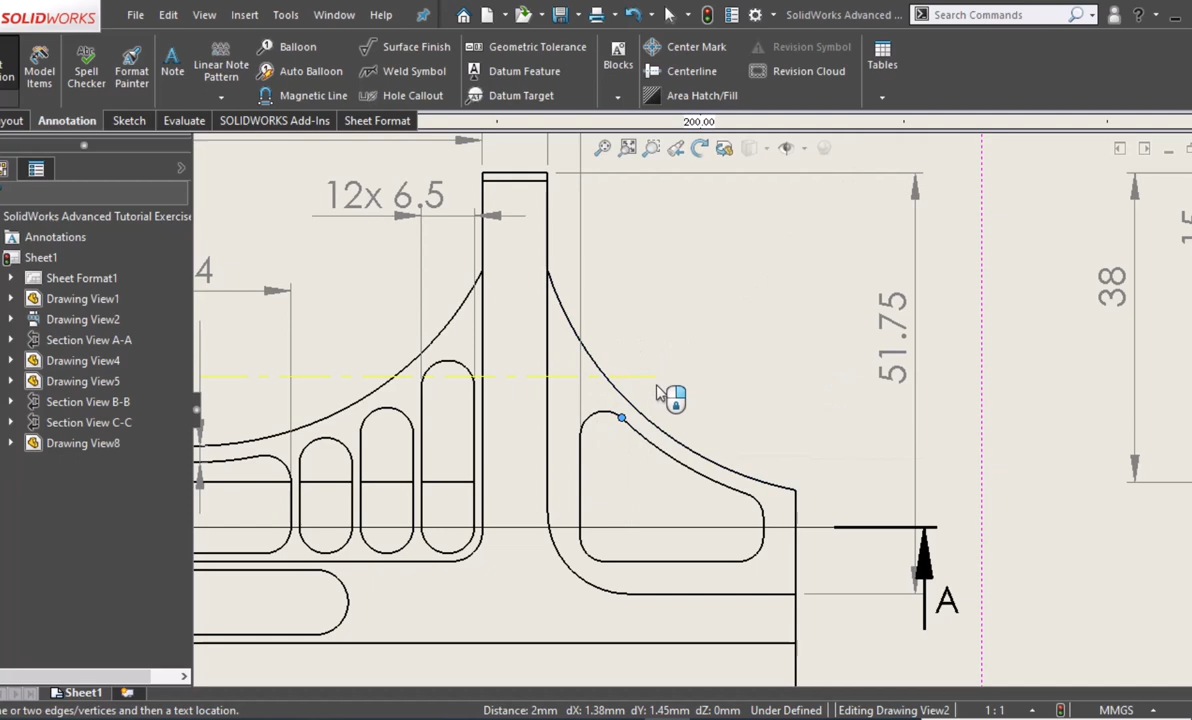 SOLIDWORKS File Edit View Insert Tools Window Help SolidWorks Advanced ... Search Commands ?
t
sion
Model
Items
Spell
Checker
Format
Painter
Note
Linear Note
Pattern
Balloon
Auto Balloon
Magnetic Line
Surface Finish
Weld Symbol
Hole Callout
Geometric Tolerance
Datum Feature
Datum Target
Blocks
Center Mark
Centerline
Area Hatch/Fill
Revision Symbol
Revision Cloud
Tables
yout Annotation Sketch Evaluate SOLIDWORKS Add-Ins Sheet Format
200.00
SolidWorks Advanced Tutorial Exercise
Annotations
Sheet1
Sheet Format1
Drawing View1
Drawing View2
Section View A-A
Drawing View4
Drawing View5
Section View B-B
Section View C-C
Drawing View8
12x 6.5
4
51.75
38
15
A
Sheet1
ne or two edges/vertices and then a text location. Distance: 2mm dX: 1.38mm dY: 1.45mm dZ: 0mm Under Defined Editing Drawing View2 1 : 1 MMGS